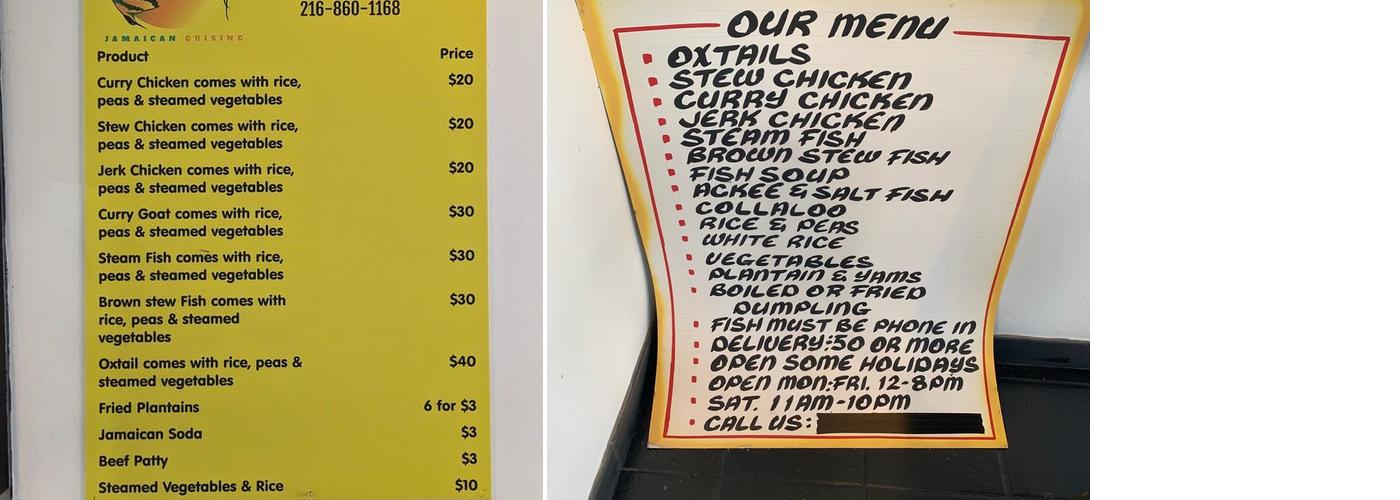 216-860-1168
JAMAICAN CUISINE
Product Price
Curry Chicken comes with rice, $20
peas & steamed vegetables
Stew Chicken comes with rice, $20
peas & steamed vegetables
Jerk Chicken comes with rice, $20
peas & steamed vegetables
Curry Goat comes with rice, $30
peas & steamed vegetables
Steam Fish comes with rice, $30
peas & steamed vegetables
Brown stew Fish comes with $30
rice, peas & steamed
vegetables
Oxtail comes with rice, peas & $40
steamed vegetables
Fried Plantains 6 for $3
Jamaican Soda $3
Beef Patty $3
Steamed Vegetables & Rice $10
OUR MENU
OXTAILS
STEW CHICKEN
CURRY CHICKEN
JERK CHICKEN
STEAM FISH
BROWN STEW FISH
FISH SOUP
ACKEE & SALT FISH
COLLALOO
RICE & PEAS
WHITE RICE
VEGETABLES
PLANTAIN & YAMS
BOILED OR FRIED
DUMPLING
FISH MUST BE PHONE IN
DELIVERY:50 OR MORE
OPEN SOME HOLIDAYS
OPEN MON:FRI. 12-8PM
SAT. 11AM-10PM
CALL US: